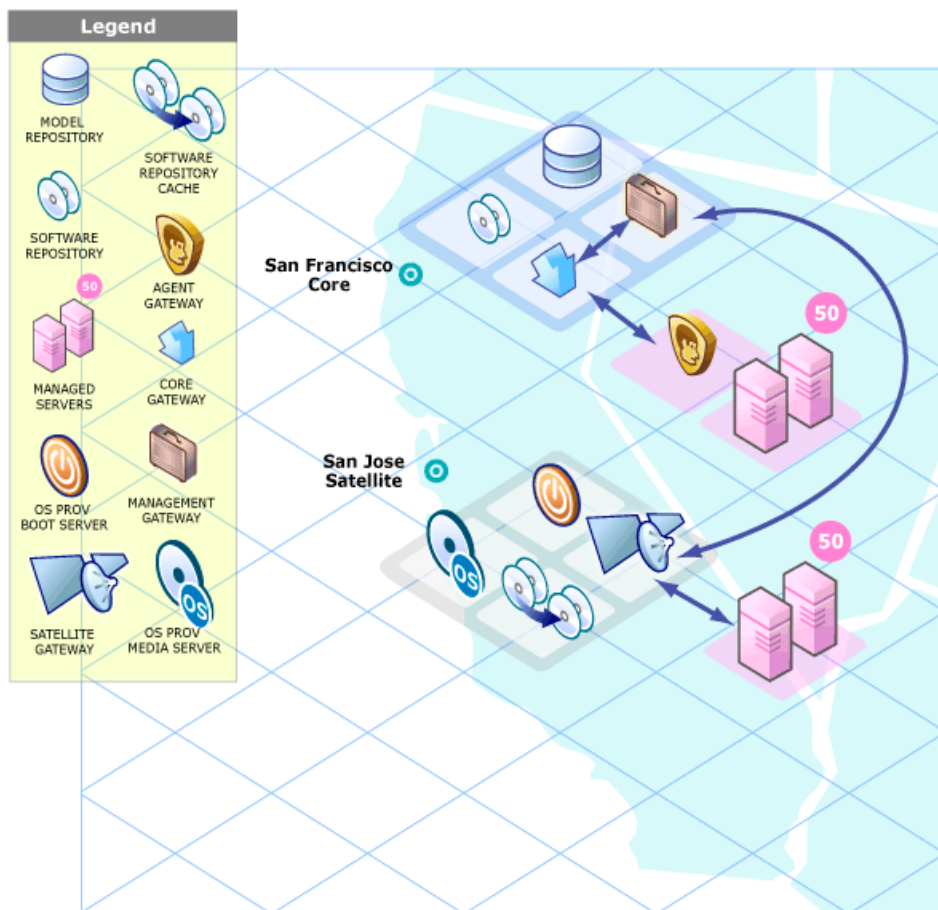 Legend
MODEL
REPOSITORY
SOFTWARE
REPOSITORY
CACHE
SOFTWARE
REPOSITORY
AGENT
GATEWAY
50
MANAGED
SERVERS
CORE
GATEWAY
OS PROV
BOOT SERVER
MANAGEMENT
GATEWAY
SATELLITE
GATEWAY
OS
OS PROV
MEDIA SERVER
San Francisco
Core
50
San Jose
Satellite
OS
50